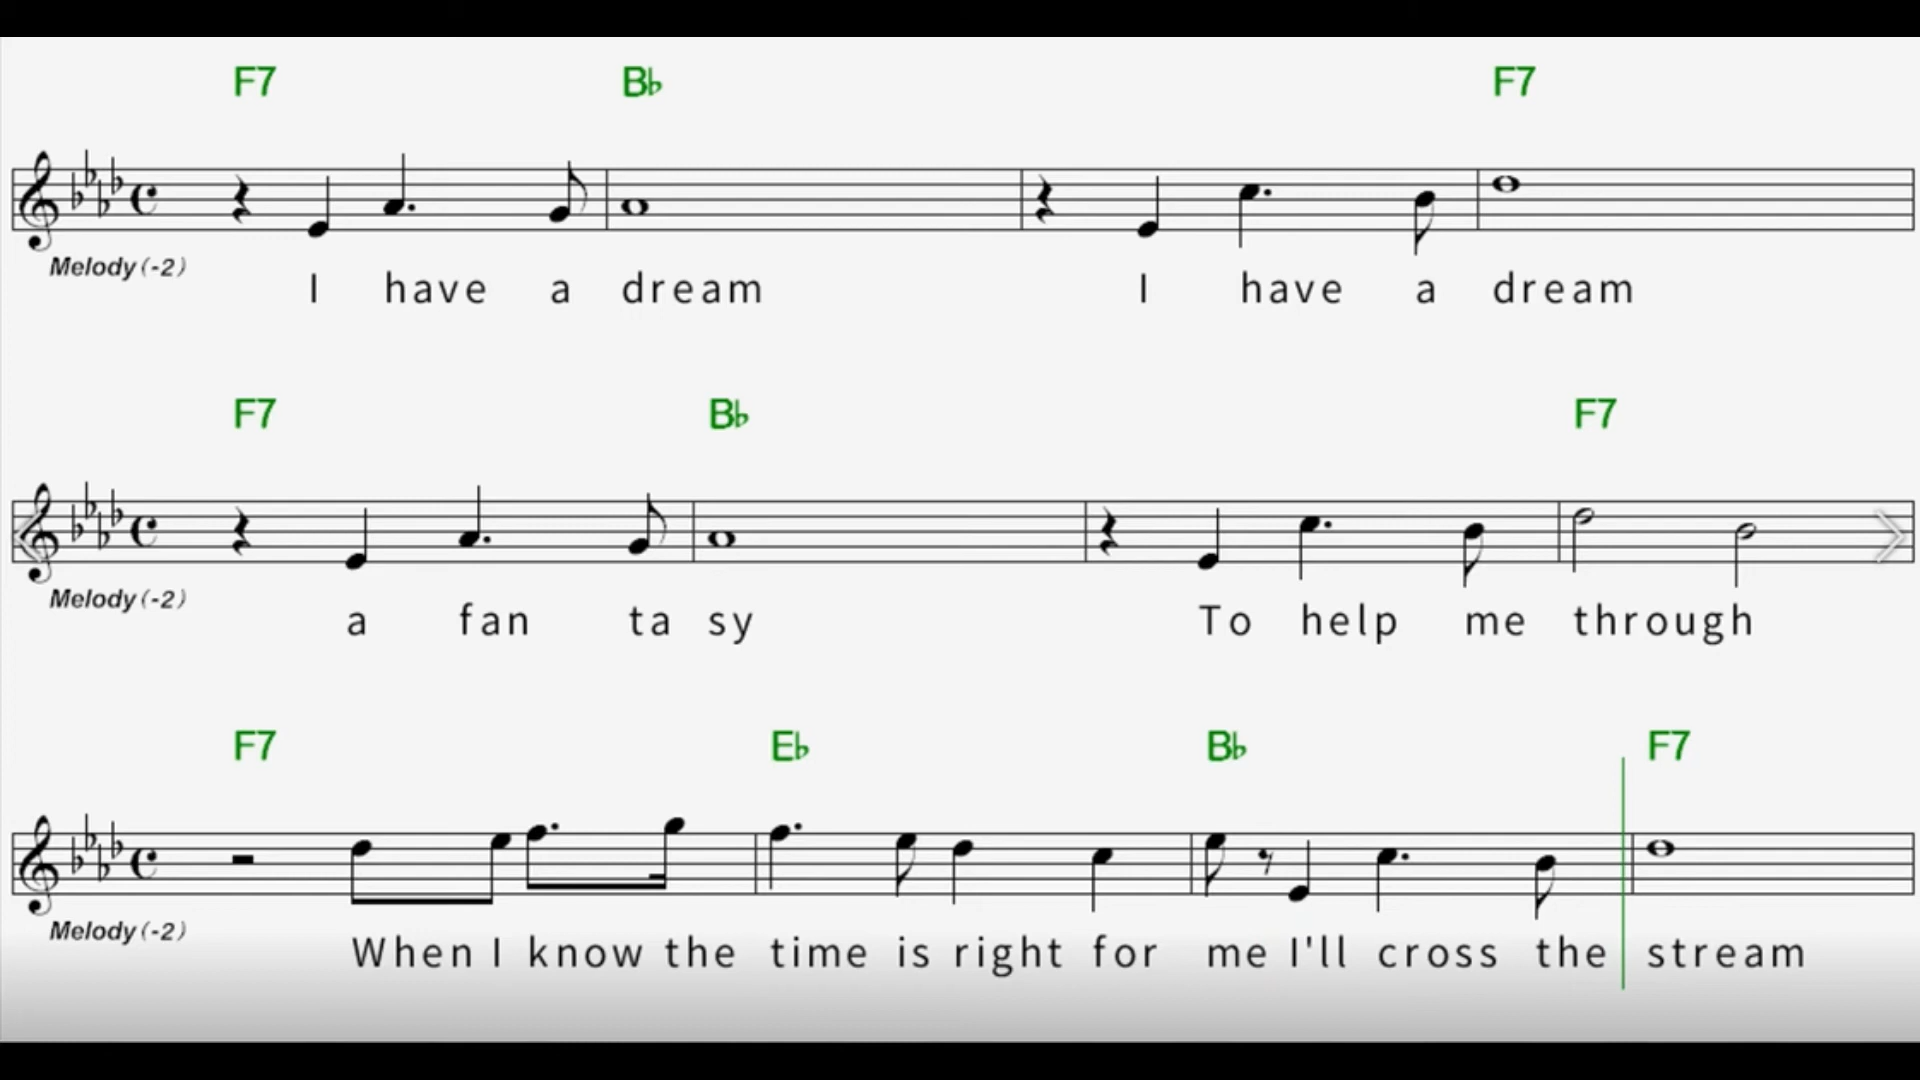 F7 B♭ F7
Melody(-2)
I have a dream I have a dream
F7 B♭ F7
Melody(-2)
a fan ta sy To help me through
F7 E♭ B♭ F7
Melody(-2)
When I know the time is right for me I'll cross the stream